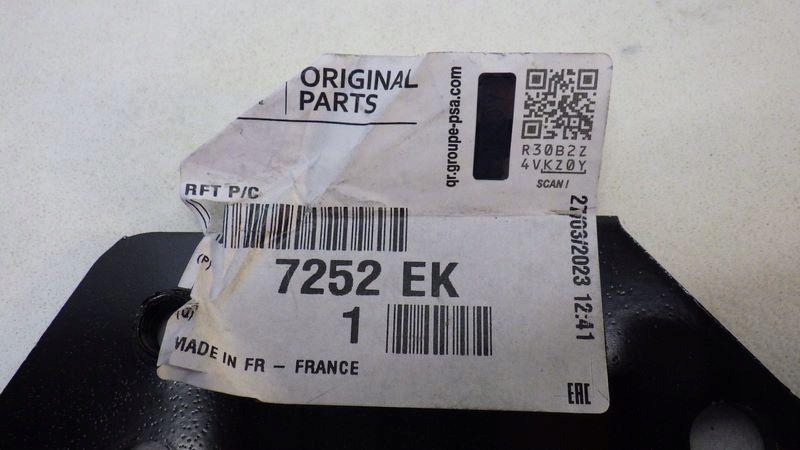 ORIGINAL
PARTS
qr.groupe-psa.com
R30B2Z
4VKZ0Y
SCAN !
RFT P/C
27/03/2023 12:41
(P)
7252 EK
(Q)
1
MADE IN FR - FRANCE
EAC